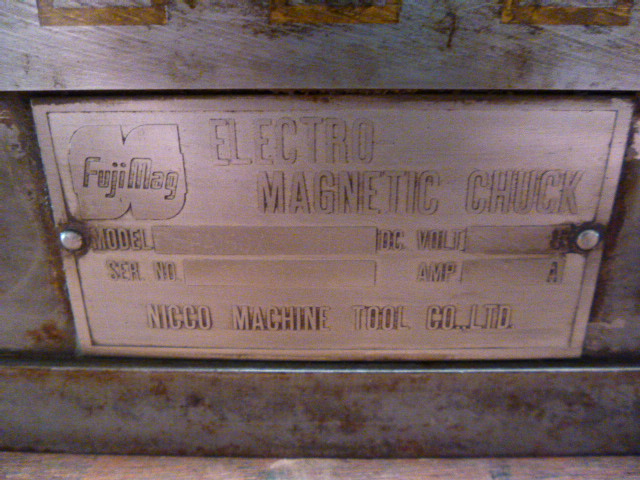 FujiMag
ELECTRO
MAGNETIC CHUCK
MODEL DC. VOLT
SER. NO. AMP A
NICCO MACHINE TOOL CO.,LTD.